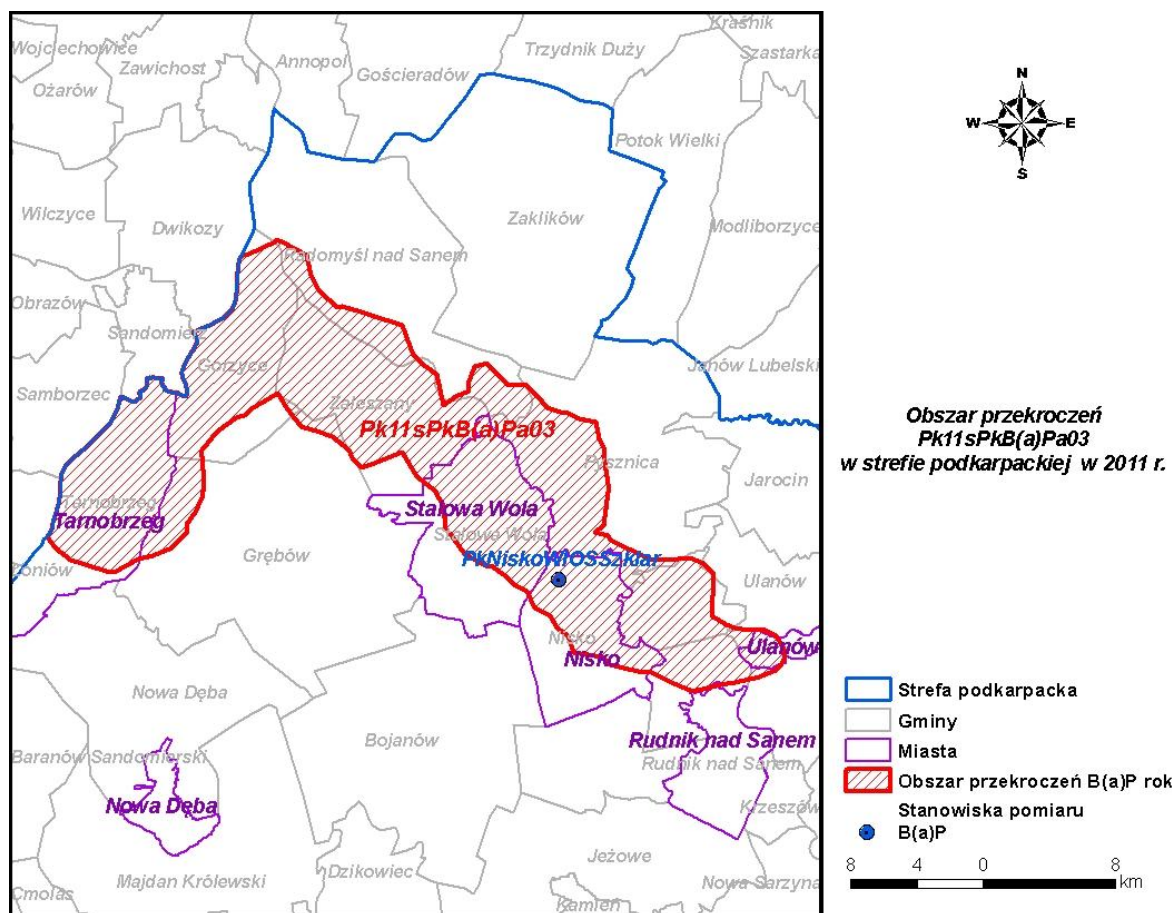 Kraśnik
Wojciechowice
Zawichost
Annopol
Trzydnik Duży
Szastarka
Gościeradów
Ożarów
Potok Wielki
Wilczyce
Dwikozy
Zaklików
Modliborzyce
Radomyśl nad Sanem
Obrazów
Sandomierz
Gorzyce
Janów Lubelski
Samborzec
Zaleszany
Pk11sPkB(a)Pa03
Pysznica
Jarocin
Tarnobrzeg
Tarnobrzeg
Stalowa Wola
Stalowa Wola
Grębów
PkNiskoWIOSSzklar
Ulanów
Łoniów
Nisko
Nisko
Ulanów
Nowa Dęba
Bojanów
Rudnik nad Sanem
Baranów Sandomierski
Rudnik nad Sanem
Nowa Dęba
Krzeszów
Jeżowe
Dzikowiec
Majdan Królewski
Nowa Sarzyna
Cmolas
Kamień
N
W E
S
Obszar przekroczeń
Pk11sPkB(a)Pa03
w strefie podkarpackiej w 2011 r.
Strefa podkarpacka
Gminy
Miasta
Obszar przekroczeń B(a)P rok
Stanowiska pomiaru
B(a)P
8 4 0 8
km